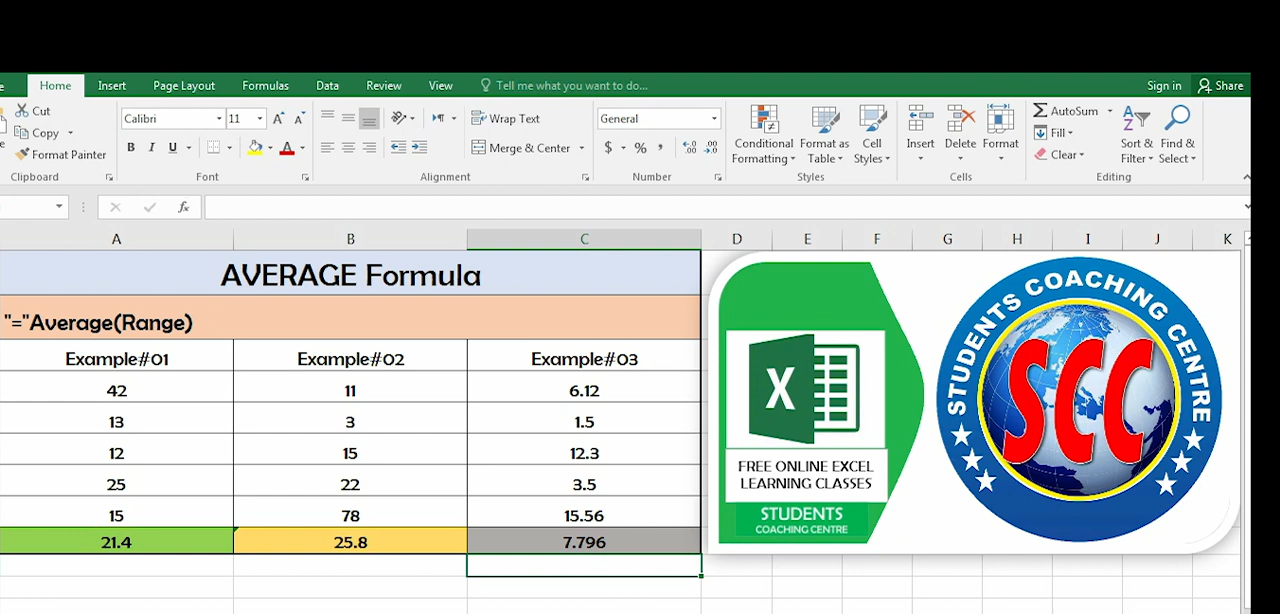 e Home Insert Page Layout Formulas Data Review View Tell me what you want to do... Sign in Share
Cut
Copy
Format Painter
Clipboard
Calibri 11
B I U
Font
Wrap Text
Merge & Center
Alignment
General
$ % , .00 .0
Number
Conditional Formatting
Format as Table
Cell Styles
Styles
Insert Delete Format
Cells
AutoSum
Fill
Clear
Sort & Filter
Find & Select
Editing
fx
A B C D E F G H I J K
AVERAGE Formula
"="Average(Range)
Example#01 Example#02 Example#03
42 11 6.12
13 3 1.5
12 15 12.3
25 22 3.5
15 78 15.56
21.4 25.8 7.796
X
FREE ONLINE EXCEL
LEARNING CLASSES
STUDENTS
COACHING CENTRE
STUDENTS COACHING CENTRE
SCC